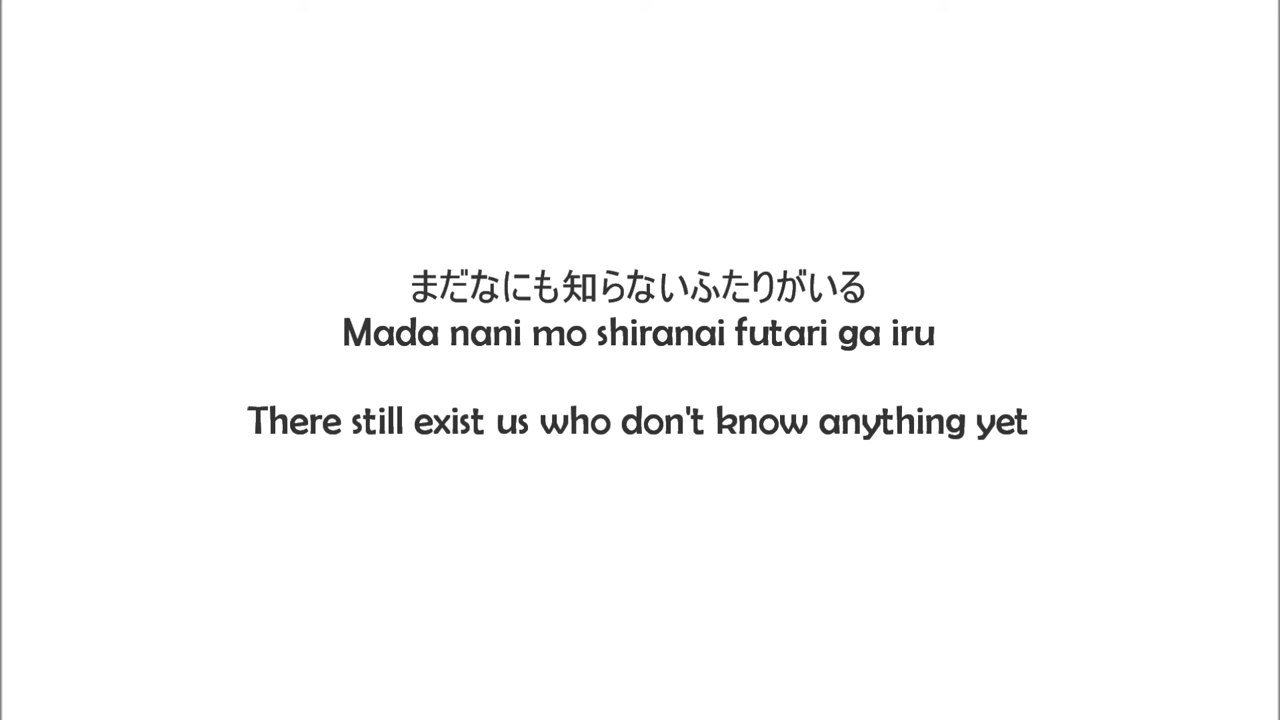 まだなにも知らないふたりがいる
Mada nani mo shiranai futari ga iru
There still exist us who don't know anything yet